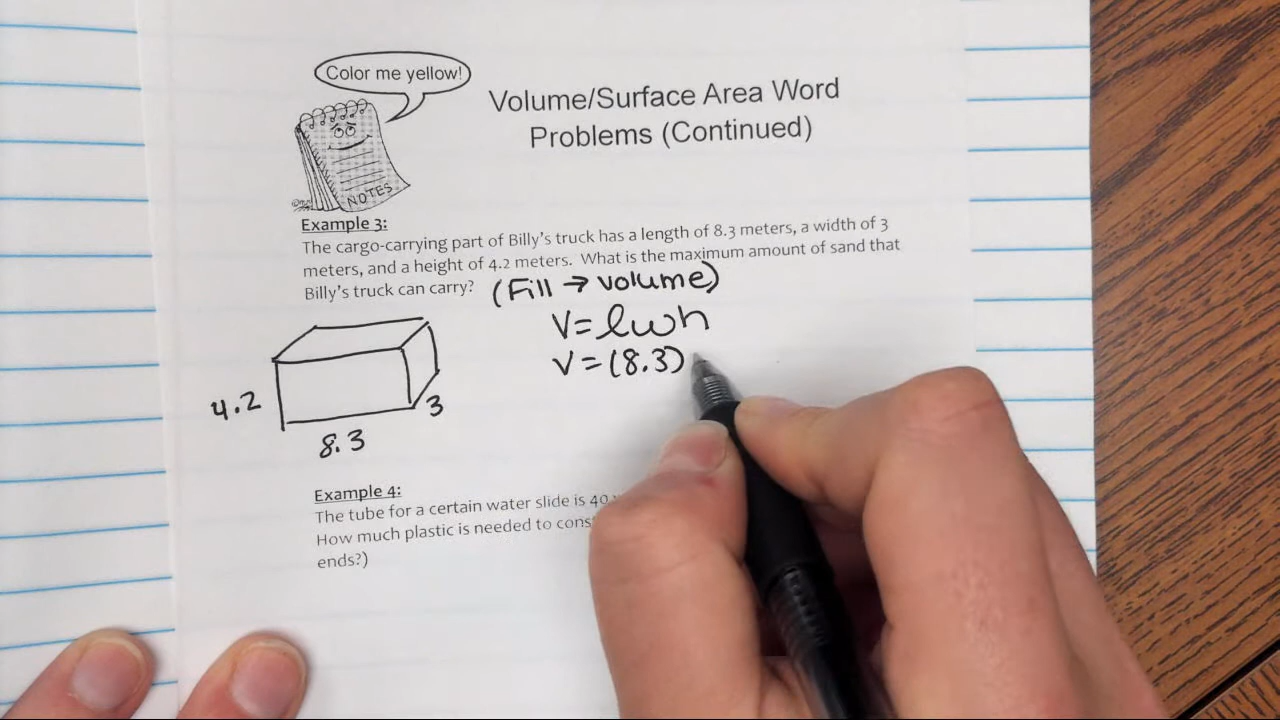 Color me yellow!
Volume/Surface Area Word
Problems (Continued)
NOTES
Example 3:
The cargo-carrying part of Billy's truck has a length of 8.3 meters, a width of 3
meters, and a height of 4.2 meters. What is the maximum amount of sand that
Billy's truck can carry? (Fill → volume)
V=lwh
V=(8.3)
4.2
3
8.3
Example 4:
The tube for a certain water slide is 40
How much plastic is needed to
ends?)